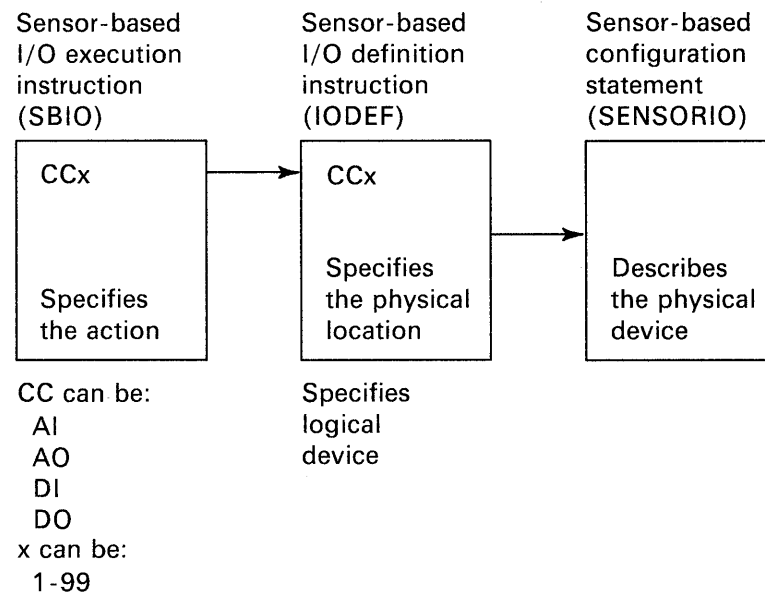 Sensor-based
I/O execution
instruction
(SBIO)
CCx
Specifies
the action
CC can be:
AI
AO
DI
DO
x can be:
1-99
Sensor-based
I/O definition
instruction
(IODEF)
CCx
Specifies
the physical
location
Specifies
logical
device
Sensor-based
configuration
statement
(SENSORIO)
Describes
the physical
device